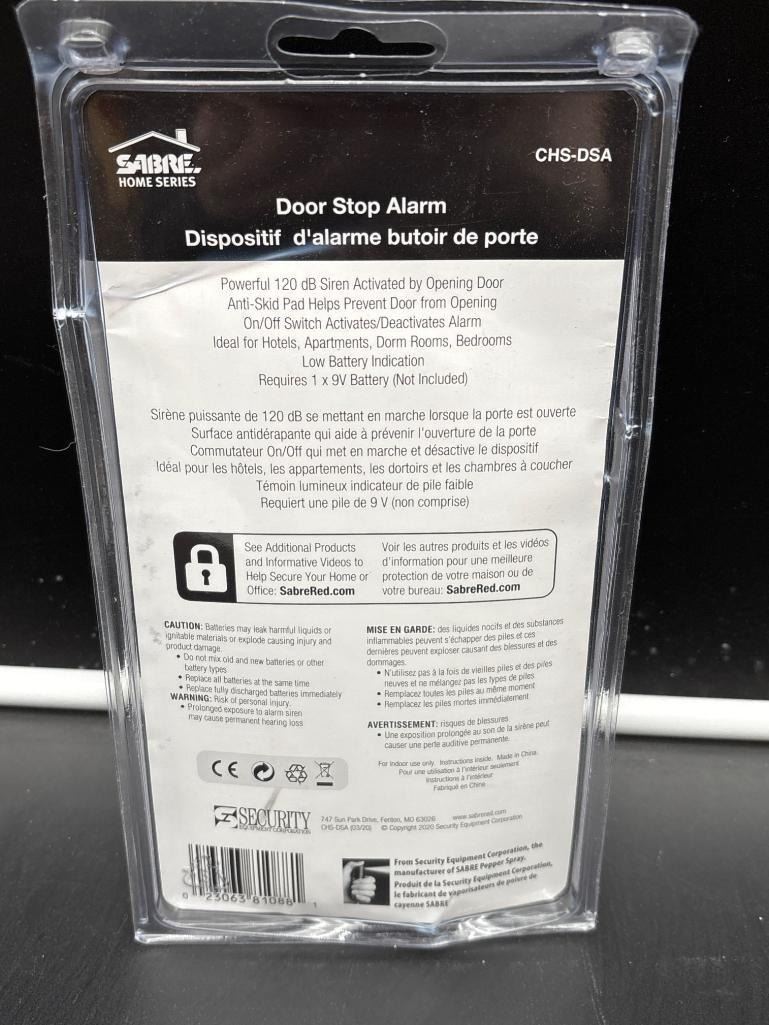 SABRE
HOME SERIES
CHS-DSA
Door Stop Alarm
Dispositif d'alarme butoir de porte
Powerful 120 dB Siren Activated by Opening Door
Anti-Skid Pad Helps Prevent Door from Opening
On/Off Switch Activates/Deactivates Alarm
Ideal for Hotels, Apartments, Dorm Rooms, Bedrooms
Low Battery Indication
Requires 1 x 9V Battery (Not Included)
Sirène puissante de 120 dB se mettant en marche lorsque la porte est ouverte
Surface antidérapante qui aide à prévenir l'ouverture de la porte
Commutateur On/Off qui met en marche et désactive le dispositif
Idéal pour les hôtels, les appartements, les dortoirs et les chambres à coucher
Témoin lumineux indicateur de pile faible
Requiert une pile de 9 V (non comprise)
See Additional Products
and Informative Videos to
Help Secure Your Home or
Office: SabreRed.com
Voir les autres produits et les vidéos
d'information pour une meilleure
protection de votre maison ou de
votre bureau: SabreRed.com
CAUTION: Batteries may leak harmful liquids or
ignitable materials or explode causing injury and
product damage.
• Do not mix old and new batteries or other
battery types
• Replace all batteries at the same time
• Replace fully discharged batteries immediately
WARNING: Risk of personal injury.
• Prolonged exposure to alarm siren
may cause permanent hearing loss
MISE EN GARDE: des liquides nocifs et des substances
inflammables peuvent s'échapper des piles et ces
dernières peuvent exploser causant des blessures et des
dommages.
• N'utilisez pas à la fois de vieilles piles et des piles
neuves et ne mélangez pas les types de piles
• Remplacez toutes les piles au même moment
• Remplacez les piles mortes immédiatement
AVERTISSEMENT: risques de blessures
• Une exposition prolongée au son de la sirène peut
causer une perte auditive permanente.
For indoor use only. Instructions inside. Made in China.
Pour une utilisation à l'intérieur seulement
Instructions à l'intérieur
Fabriqué en Chine
CE
SECURITY
EQUIPMENT CORPORATION
747 Sun Park Drive, Fenton, MO 63026 www.sabrered.com
CHS-DSA (03/20) © Copyright 2020 Security Equipment Corporation
0 23063 81088 1
From Security Equipment Corporation, the
manufacturer of SABRE Pepper Spray.
Produit de la Security Equipment Corporation,
le fabricant de vaporisateurs de poivre de
cayenne SABRE